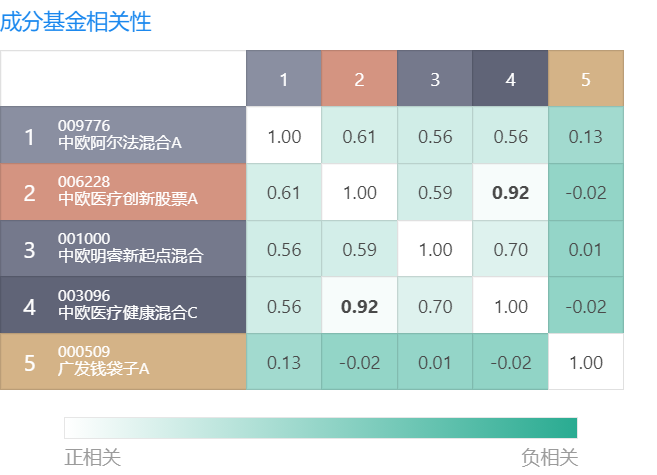 成分基金相关性
1 2 3 4 5
1 009776 中欧阿尔法混合A 1.00 0.61 0.56 0.56 0.13
2 006228 中欧医疗创新股票A 0.61 1.00 0.59 0.92 -0.02
3 001000 中欧明睿新起点混合 0.56 0.59 1.00 0.70 0.01
4 003096 中欧医疗健康混合C 0.56 0.92 0.70 1.00 -0.02
5 000509 广发钱袋子A 0.13 -0.02 0.01 -0.02 1.00
正相关 负相关